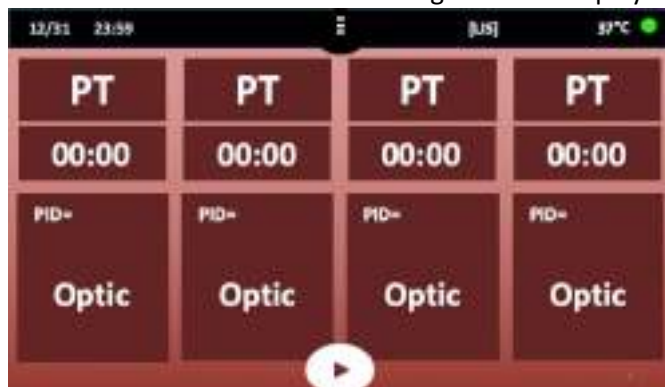 12/31 23:59 [US] 37°C
PT PT PT PT
00:00 00:00 00:00 00:00
PID= PID= PID= PID=
Optic Optic Optic Optic